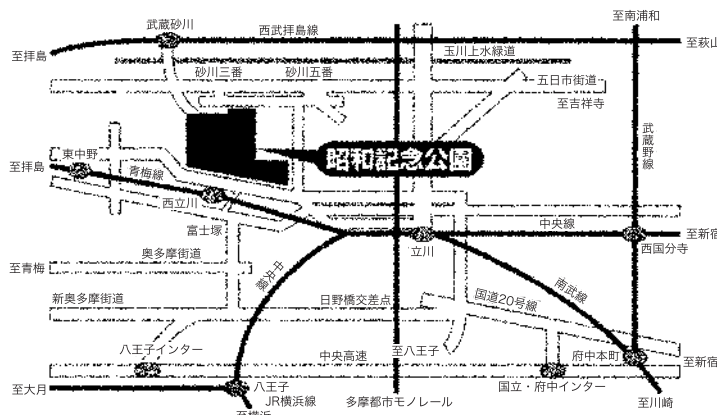 至南浦和
武蔵砂川
西武拝島線
至拝島
至萩山
玉川上水緑道
砂川三番
砂川五番
五日市街道
至吉祥寺
武蔵野線
昭和記念公園
東中野
至拝島
青梅線
西立川
富士塚
中央線
至新宿
立川
西国分寺
奥多摩街道
至青梅
中央線
南武線
国道20号線
新奥多摩街道
日野橋交差点
八王子インター
中央高速
至八王子
府中本町
至新宿
国立・府中インター
至大月
八王子
JR横浜線
多摩都市モノレール
至川崎
至横浜